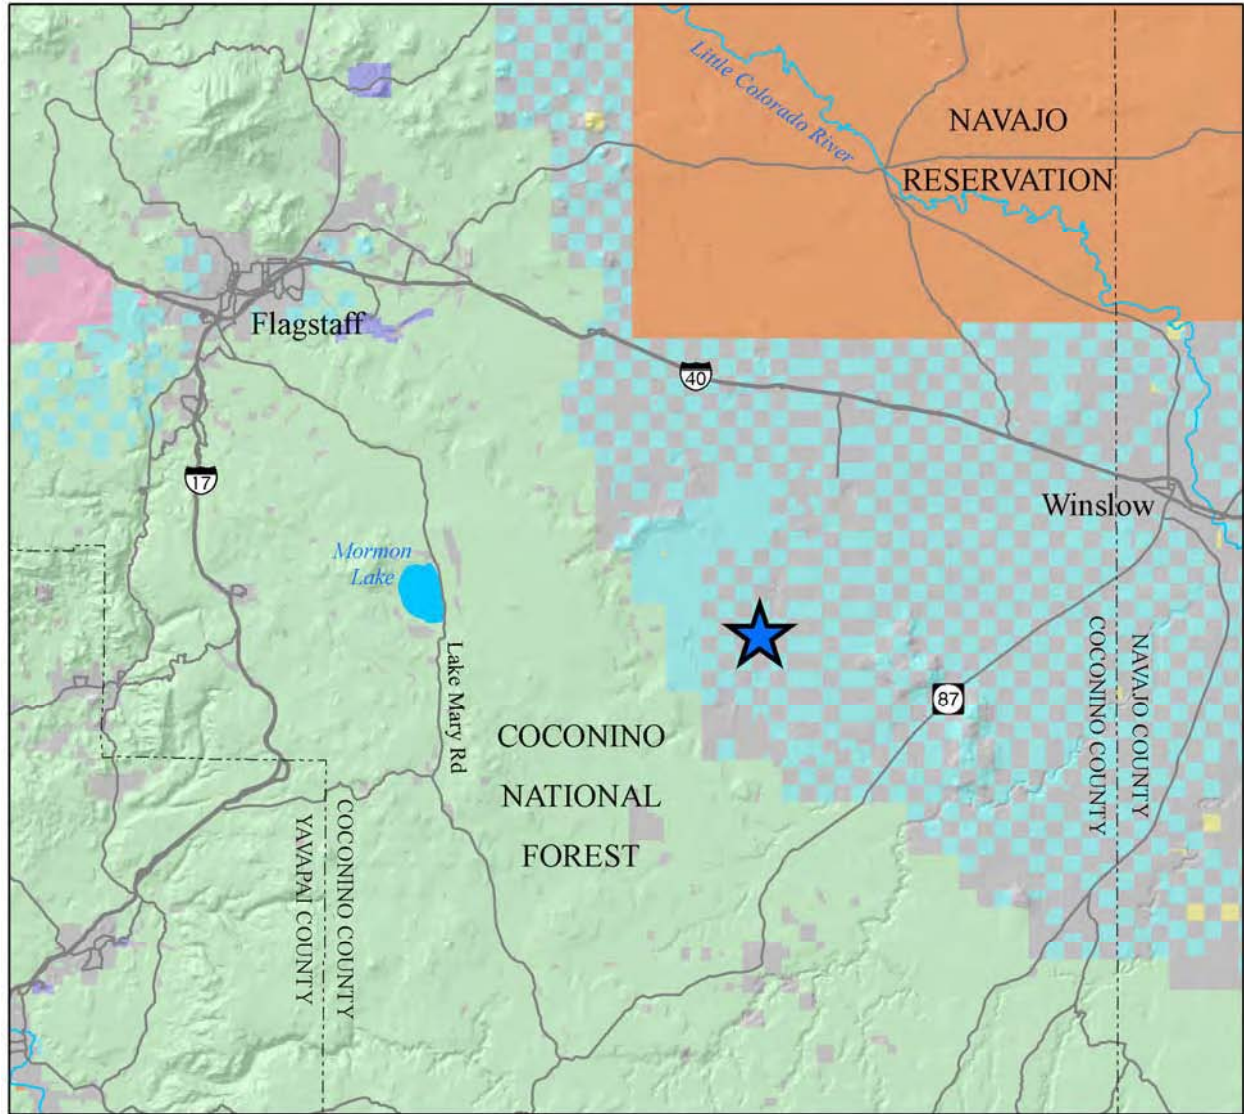 Little Colorado River
NAVAJO
RESERVATION
Flagstaff
40
17
Winslow
Mormon
Lake
Lake Mary Rd
87
NAVAJO COUNTY
COCONINO COUNTY
COCONINO
NATIONAL
FOREST
COCONINO COUNTY
YAVAPAI COUNTY